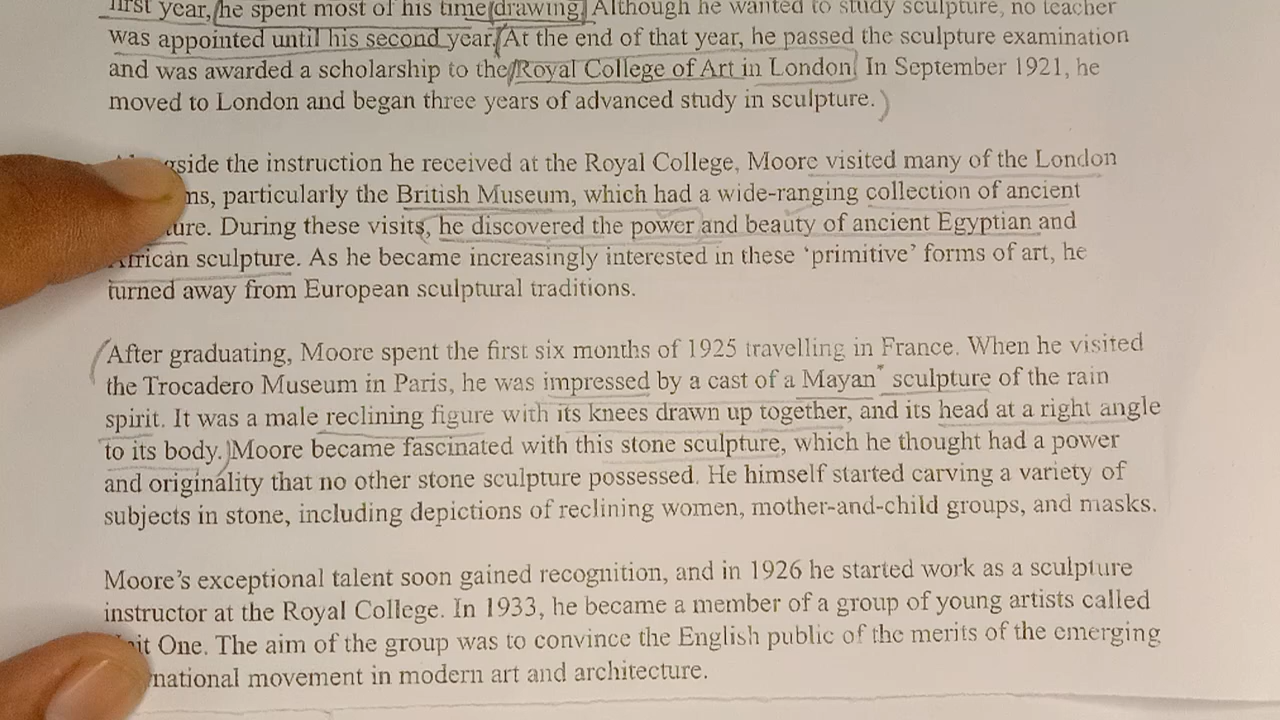 first year, he spent most of his time drawing. Although he wanted to study sculpture, no teacher
was appointed until his second year. At the end of that year, he passed the sculpture examination
and was awarded a scholarship to the Royal College of Art in London. In September 1921, he
moved to London and began three years of advanced study in sculpture.
the instruction he received at the Royal College, Moore visited many of the London
particularly the British Museum, which had a wide-ranging collection of ancient
During these visits, he discovered the power and beauty of ancient Egyptian and
African sculpture. As he became increasingly interested in these ‘primitive’ forms of art, he
turned away from European sculptural traditions.
After graduating, Moore spent the first six months of 1925 travelling in France. When he visited
the Trocadero Museum in Paris, he was impressed by a cast of a Mayan* sculpture of the rain
spirit. It was a male reclining figure with its knees drawn up together, and its head at a right angle
to its body. Moore became fascinated with this stone sculpture, which he thought had a power
and originality that no other stone sculpture possessed. He himself started carving a variety of
subjects in stone, including depictions of reclining women, mother-and-child groups, and masks.
Moore’s exceptional talent soon gained recognition, and in 1926 he started work as a sculpture
instructor at the Royal College. In 1933, he became a member of a group of young artists called
One. The aim of the group was to convince the English public of the merits of the emerging
movement in modern art and architecture.